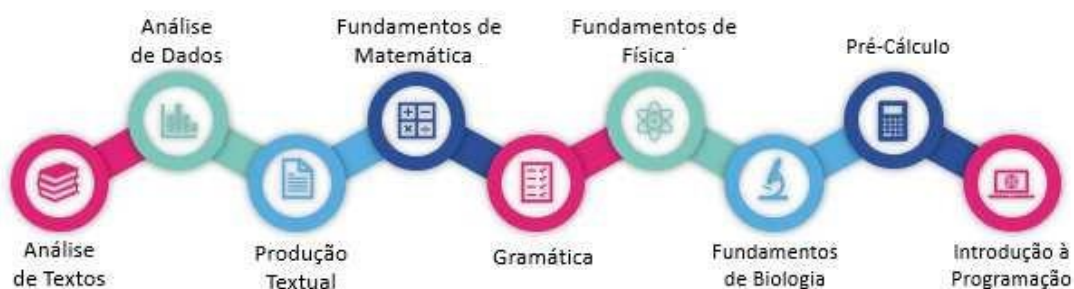 Análise
de Textos
Análise
de Dados
Produção
Textual
Fundamentos de
Matemática
Gramática
Fundamentos de
Física
Fundamentos
de Biologia
Pré-Cálculo
Introdução à
Programação